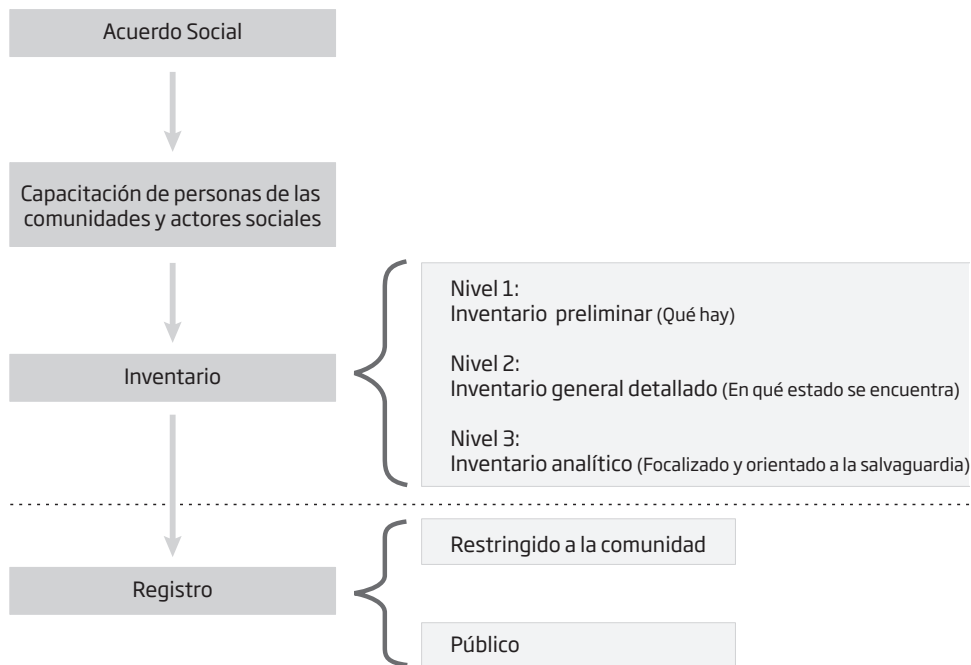 Acuerdo Social
Capacitación de personas de las
comunidades y actores sociales
Inventario
Nivel 1:
Inventario preliminar (Qué hay)
Nivel 2:
Inventario general detallado (En qué estado se encuentra)
Nivel 3:
Inventario analítico (Focalizado y orientado a la salvaguardia)
Registro
Restringido a la comunidad
Público